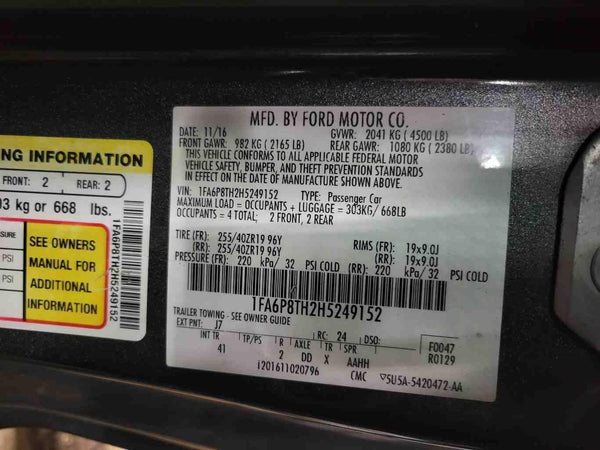 NG INFORMATION
FRONT: 2 REAR: 2
03 kg or 668 lbs.
SURE
PSI
PSI
SEE OWNERS
MANUAL FOR
ADDITIONAL
INFORMATION
1FA6P8TH2H5249152
MFD. BY FORD MOTOR CO.
DATE: 11/16 GVWR: 2041 KG ( 4500 LB)
FRONT GAWR: 982 KG ( 2165 LB) REAR GAWR: 1080 KG ( 2380 LB)
THIS VEHICLE CONFORMS TO ALL APPLICABLE FEDERAL MOTOR
VEHICLE SAFETY, BUMPER, AND THEFT PREVENTION STANDARDS
IN EFFECT ON THE DATE OF MANUFACTURE SHOWN ABOVE.
VIN: 1FA6P8TH2H5249152 TYPE: Passenger Car
MAXIMUM LOAD = OCCUPANTS + LUGGAGE = 303KG/ 668LB
OCCUPANTS = 4 TOTAL; 2 FRONT, 2 REAR
TIRE (FR): 255/40ZR19 96Y RIMS (FR): 19x9.0J
(RR): 255/40ZR19 96Y (RR): 19x9.0J
PRESSURE (FR): 220 kPa/ 32 PSI COLD (RR): 220 kPa/ 32 PSI COLD
1FA6P8TH2H5249152
TRAILER TOWING - SEE OWNER GUIDE
EXT PNT: J7 RC: 24 DSO: F0047
INT TR TP/PS R AXLE TR SPR R0129
41 2 DD X AAHH
I201611020796 CMC 5U5A-5420472-AA